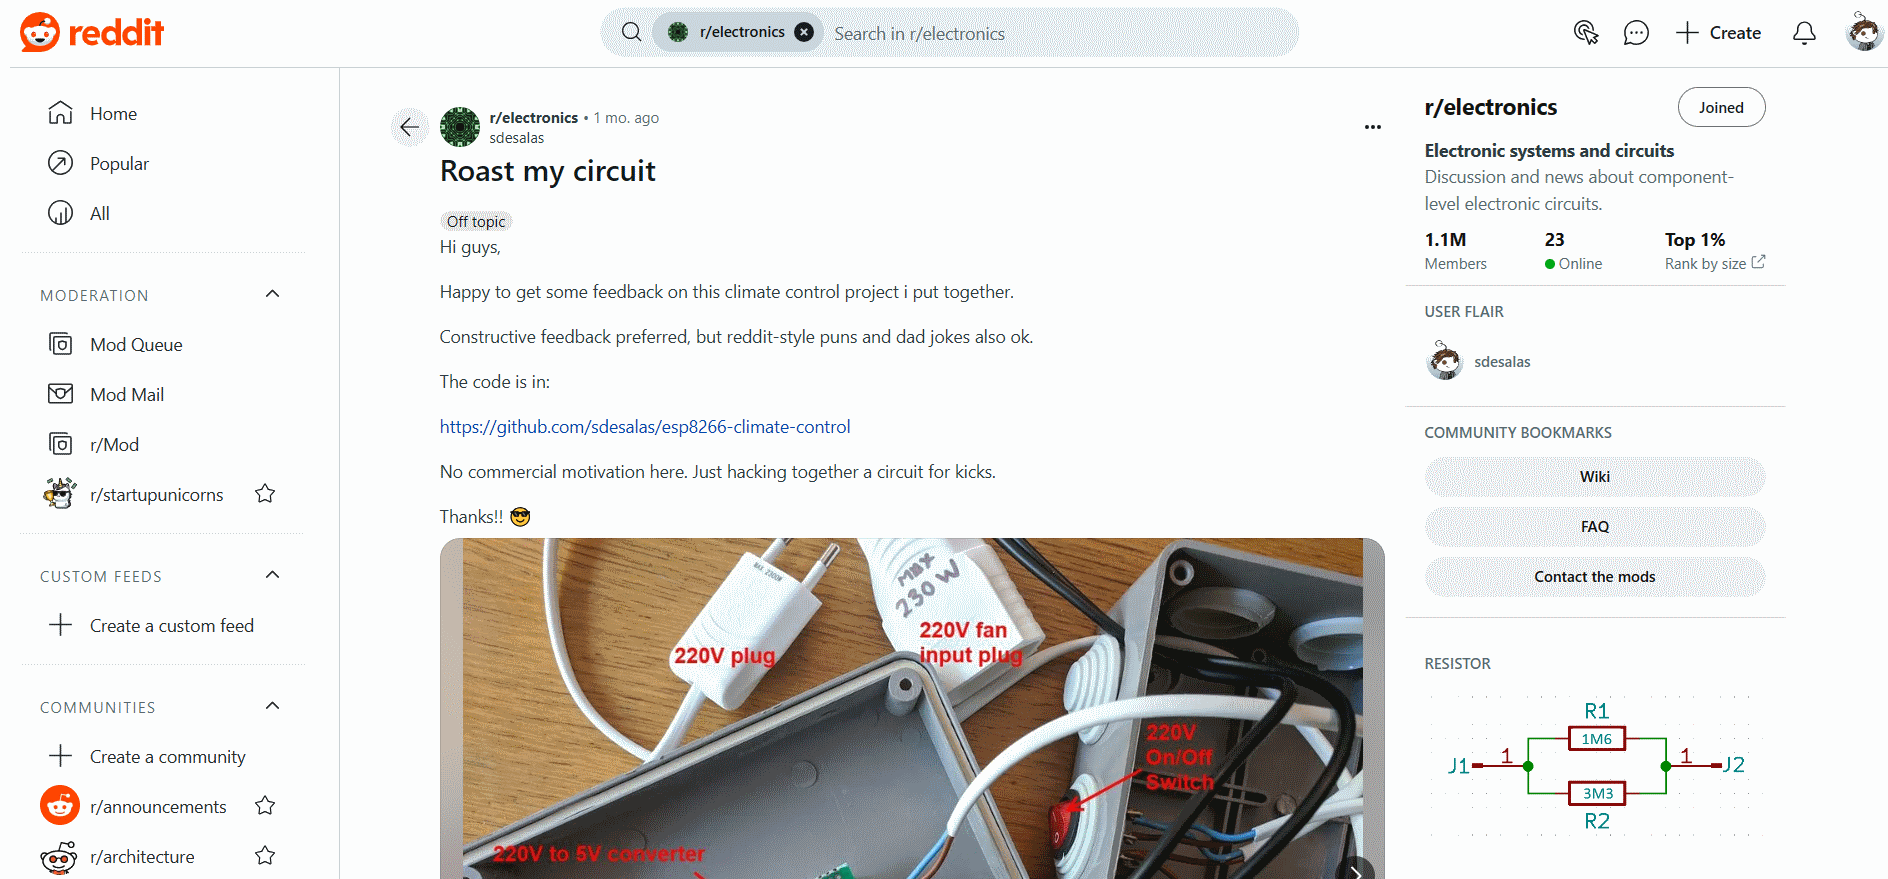 reddit
r/electronics
Search in r/electronics
Create
Home
Popular
All
MODERATION
Mod Queue
Mod Mail
r/Mod
r/startupunicorns
CUSTOM FEEDS
Create a custom feed
COMMUNITIES
Create a community
r/announcements
r/architecture
r/electronics • 1 mo. ago
sdesalas
Roast my circuit
Off topic
Hi guys,
Happy to get some feedback on this climate control project i put together.
Constructive feedback preferred, but reddit-style puns and dad jokes also ok.
The code is in:
https://github.com/sdesalas/esp8266-climate-control
No commercial motivation here. Just hacking together a circuit for kicks.
Thanks!! 😎
MAX 2300W
MAX
230 W
220V plug
220V fan
input plug
220V
On/Off
Switch
220V to 5V converter
r/electronics
Joined
Electronic systems and circuits
Discussion and news about component-
level electronic circuits.
1.1M
Members
23
Online
Top 1%
Rank by size
USER FLAIR
sdesalas
COMMUNITY BOOKMARKS
Wiki
FAQ
Contact the mods
RESISTOR
R1
1M6
J1
1
1
J2
3M3
R2